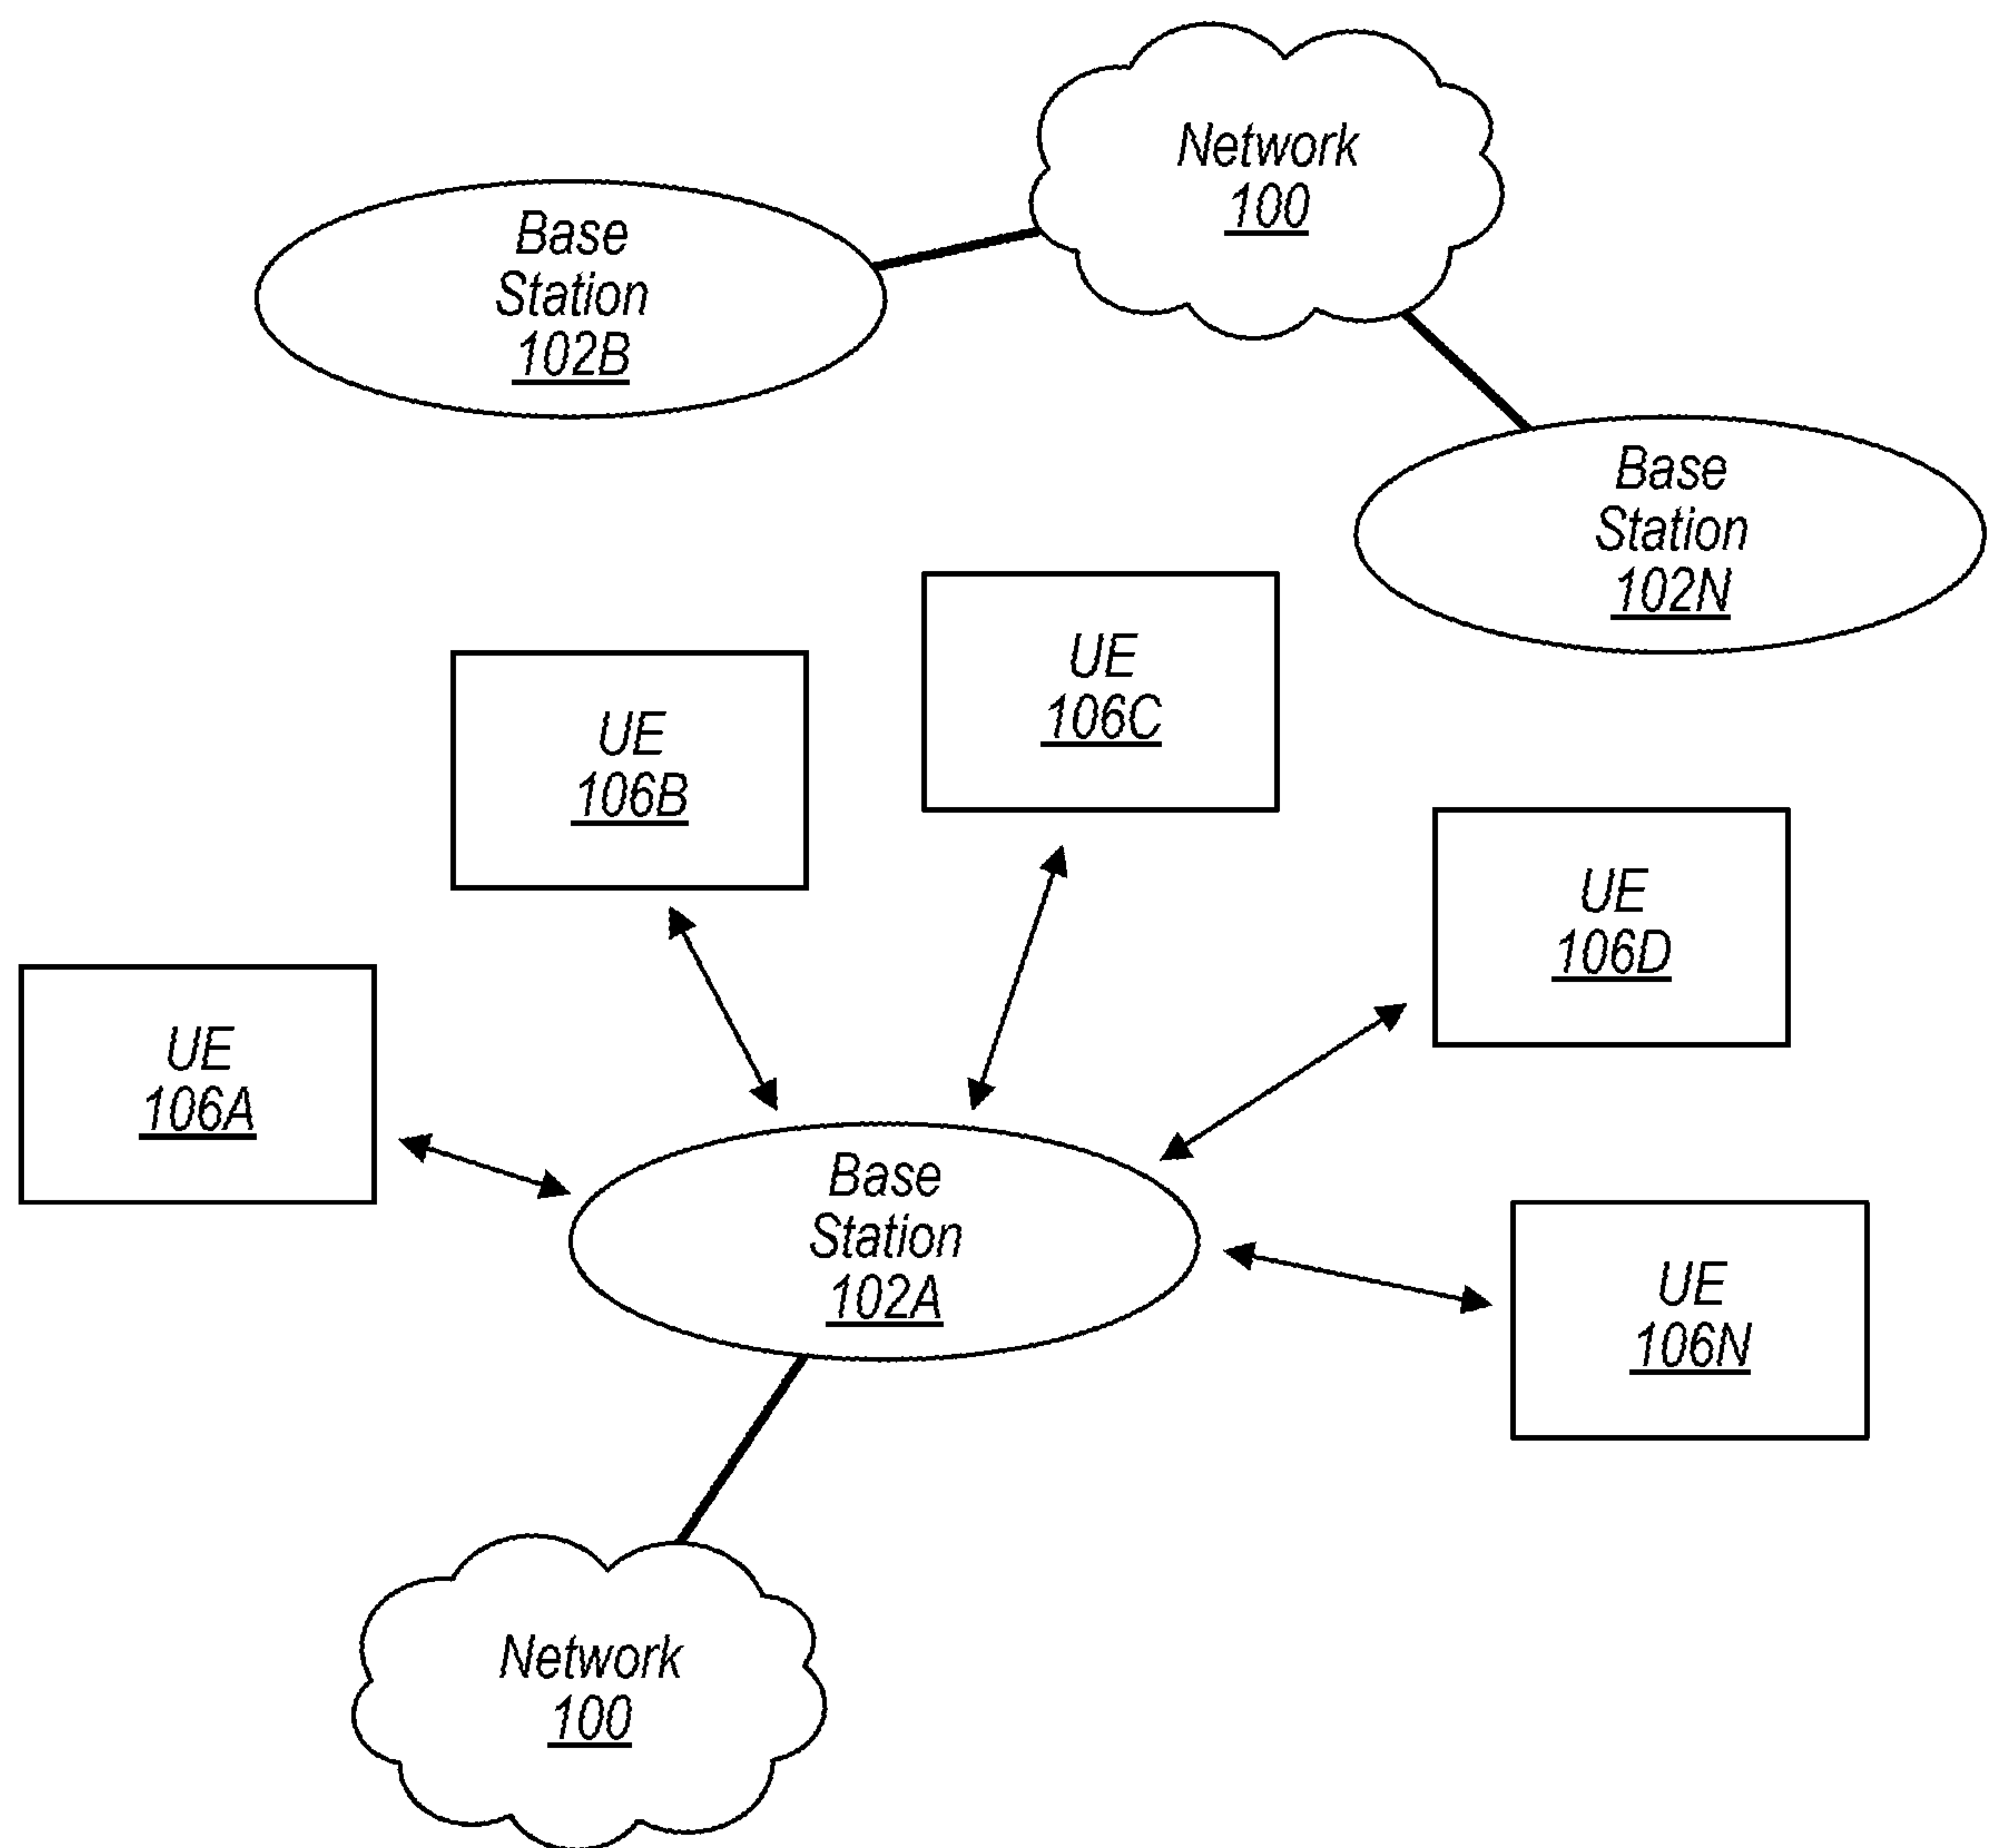 Network
100
Base
Station
102B
Base
Station
102N
UE
106C
UE
106B
UE
106D
UE
106A
Base
Station
102A
UE
106N
Network
100